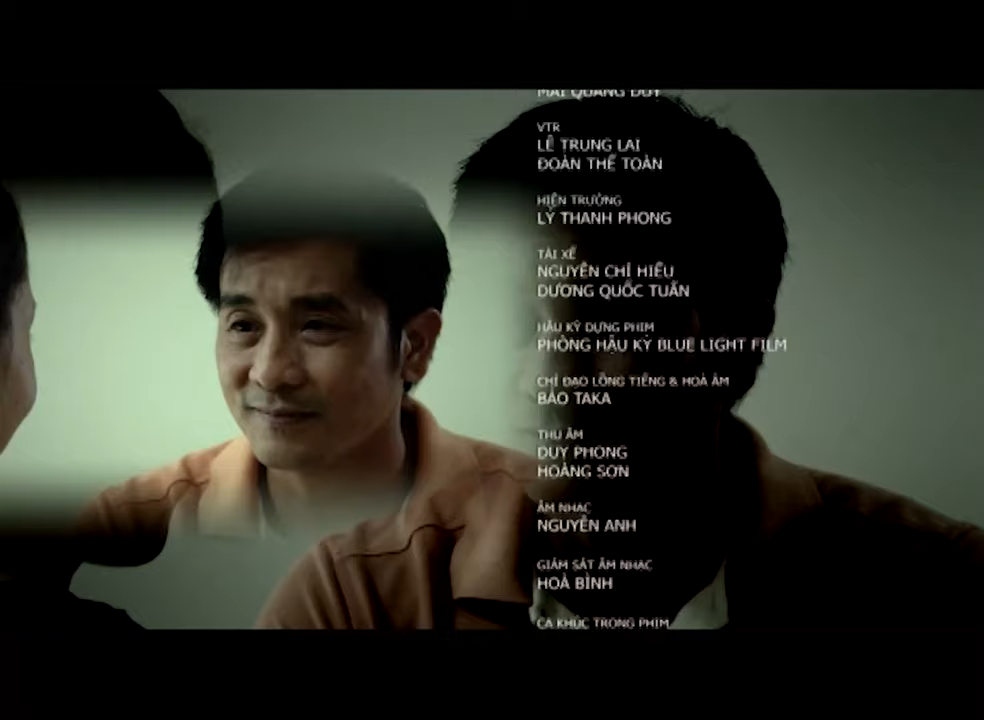 MAI QUANG DUY
VTR
LÊ TRUNG LAI
ĐOÀN THẾ TOÀN
HIỆN TRƯỜNG
LÝ THANH PHONG
TÀI XẾ
NGUYỄN CHÍ HIẾU
DƯƠNG QUỐC TUẤN
HẬU KỲ DỰNG PHIM
PHÒNG HẬU KỲ BLUE LIGHT FILM
CHỈ ĐẠO LỒNG TIẾNG & HOÀ ÂM
BẢO TAKA
THU ÂM
DUY PHONG
HOÀNG SƠN
ÂM NHẠC
NGUYỄN ANH
GIÁM SÁT ÂM NHẠC
HOÀ BÌNH
CA KHÚC TRONG PHIM